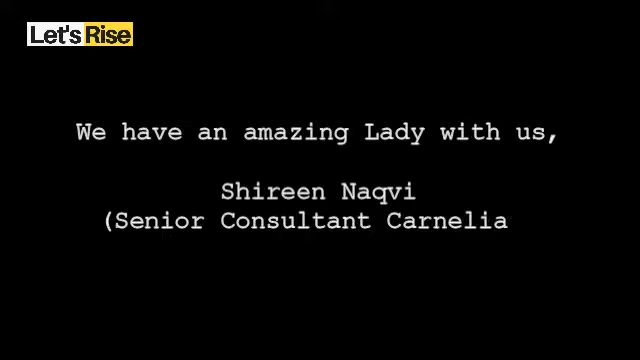 Let's Rise
We have an amazing Lady with us,
Shireen Naqvi
(Senior Consultant Carnelia